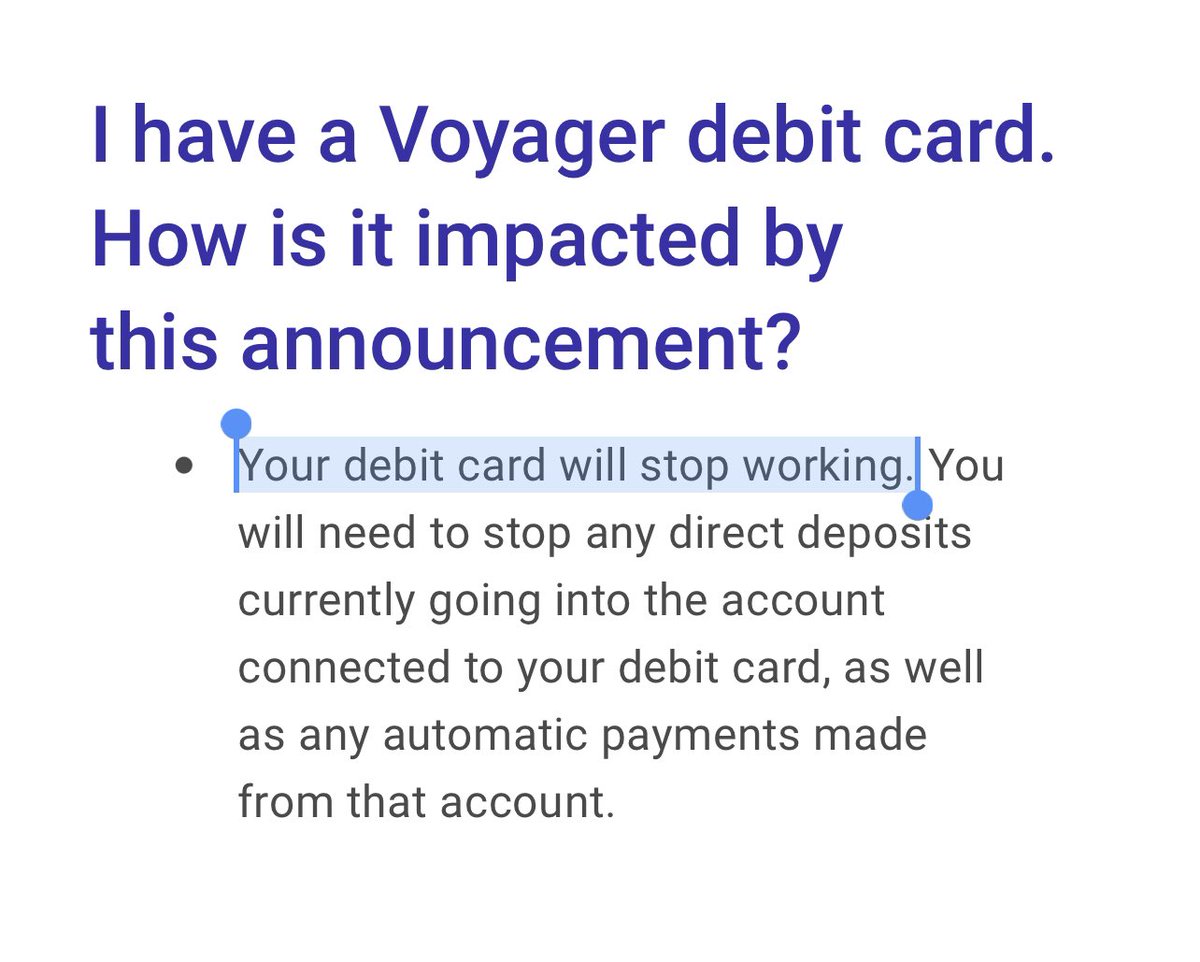 I have a Voyager debit card.
How is it impacted by
this announcement?
• Your debit card will stop working. You
will need to stop any direct deposits
currently going into the account
connected to your debit card, as well
as any automatic payments made
from that account.